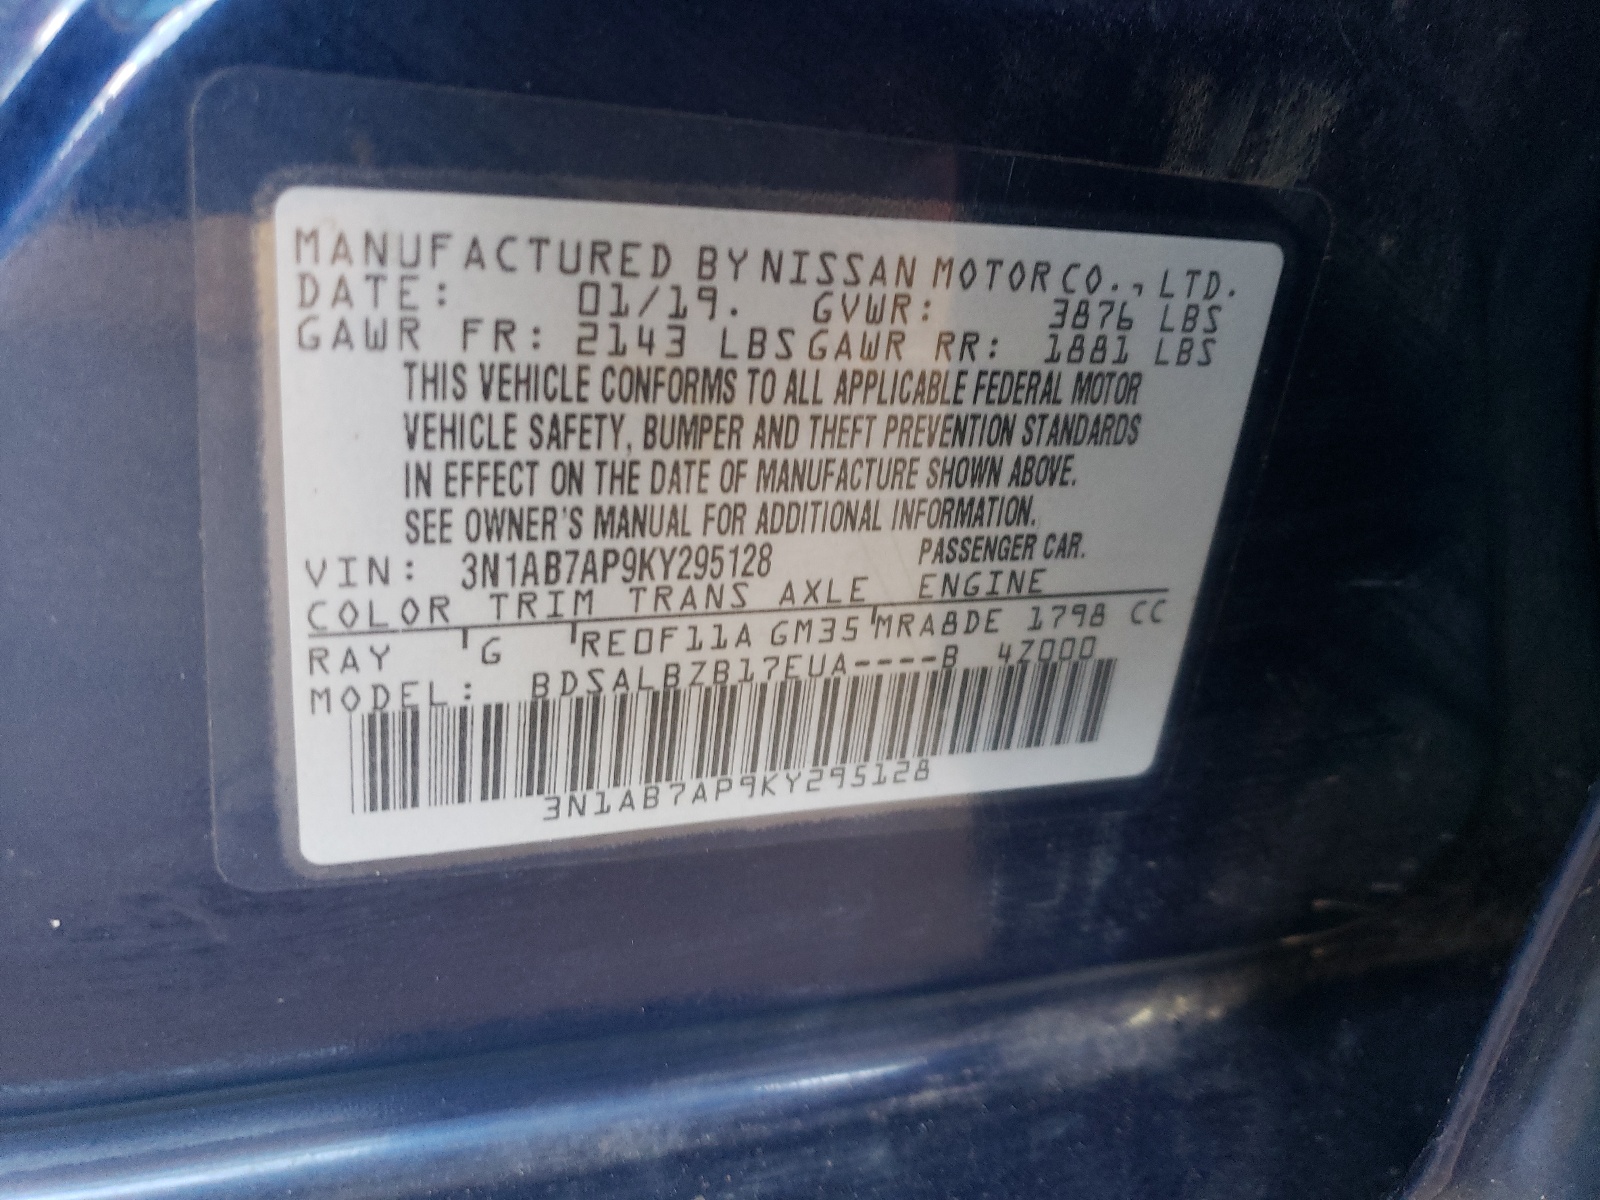 MANUFACTURED BY NISSAN MOTOR CO., LTD.
DATE: 01/19. GVWR: 3876 LBS
GAWR FR: 2143 LBS GAWR RR: 1881 LBS
THIS VEHICLE CONFORMS TO ALL APPLICABLE FEDERAL MOTOR
VEHICLE SAFETY, BUMPER AND THEFT PREVENTION STANDARDS
IN EFFECT ON THE DATE OF MANUFACTURE SHOWN ABOVE.
SEE OWNER'S MANUAL FOR ADDITIONAL INFORMATION.
VIN: 3N1AB7AP9KY295128 PASSENGER CAR.
COLOR TRIM TRANS AXLE ENGINE
RAY G RE0F11A GM35 MRA8DE 1798 CC
MODEL: BDSALBZB17EUA----B 4Z000
3N1AB7AP9KY295128